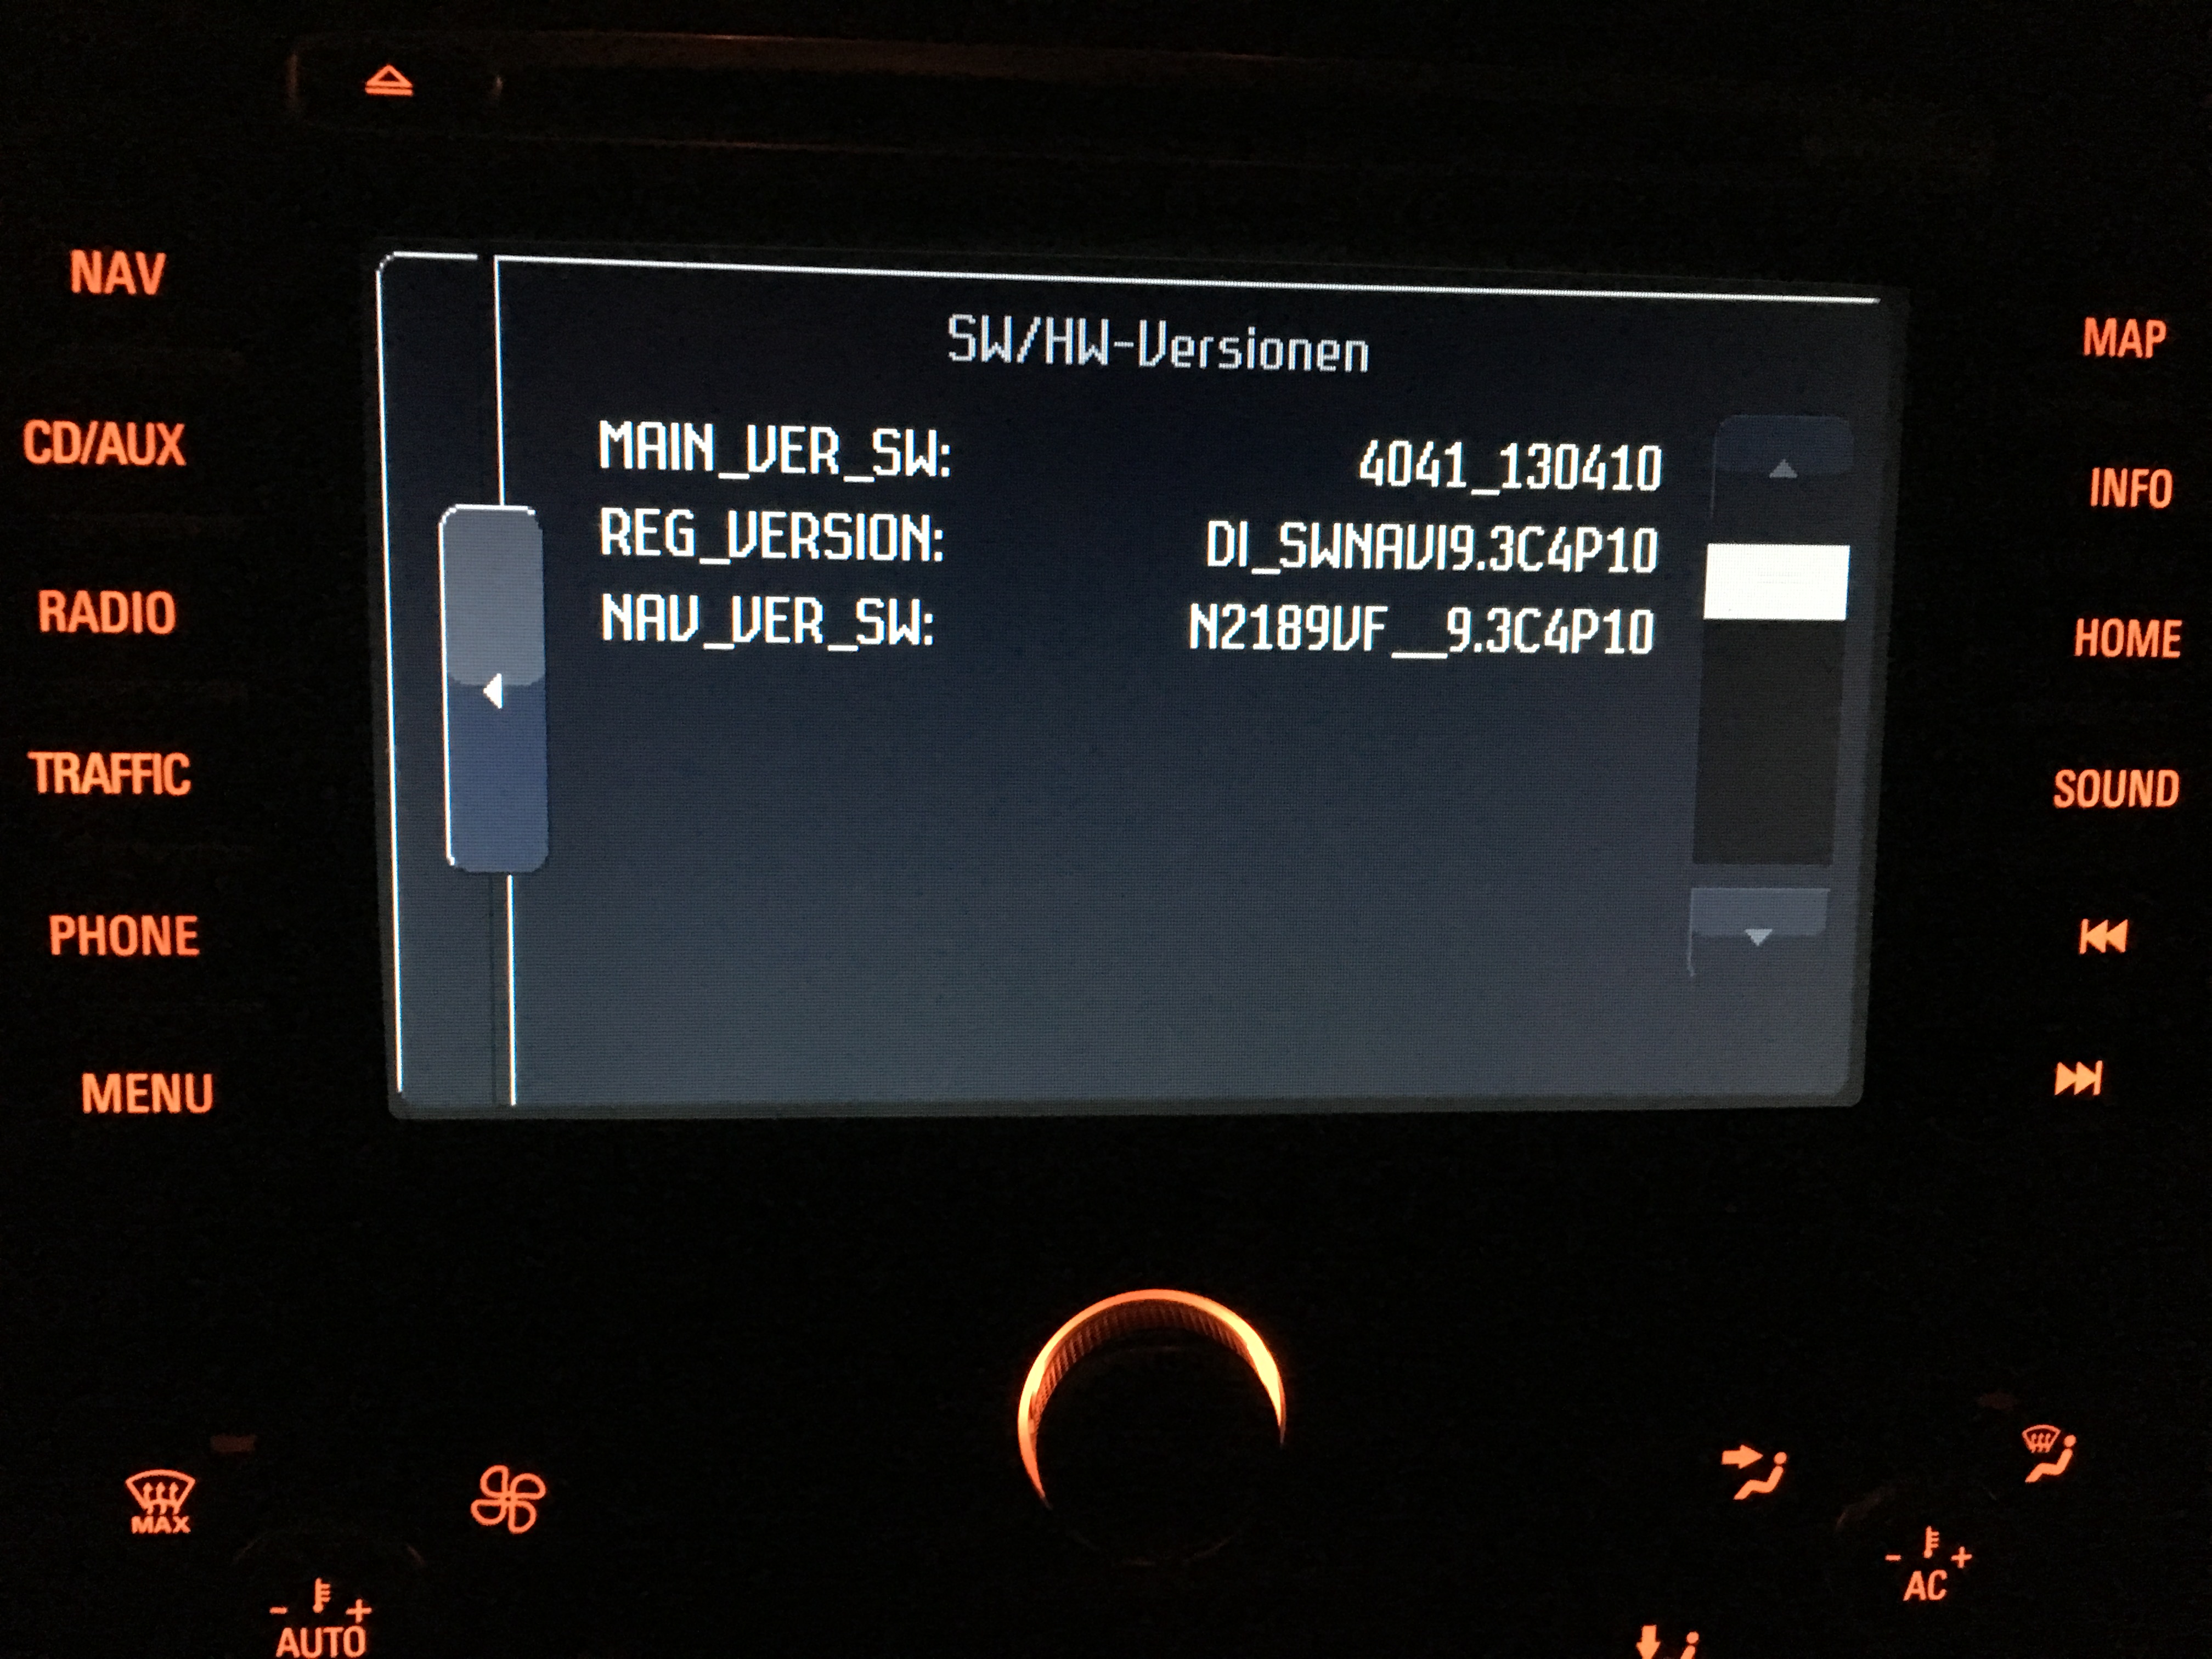 NAV
CD/AUX
RADIO
TRAFFIC
PHONE
MENU
SW/HW-Versionen
MAIN_VER_SW: 4041_130410
REG_VERSION: DI_SWNAVI9.3C4P10
NAV_VER_SW: N2189VF__9.3C4P10
MAP
INFO
HOME
SOUND
MAX
- +
AUTO
- +
AC